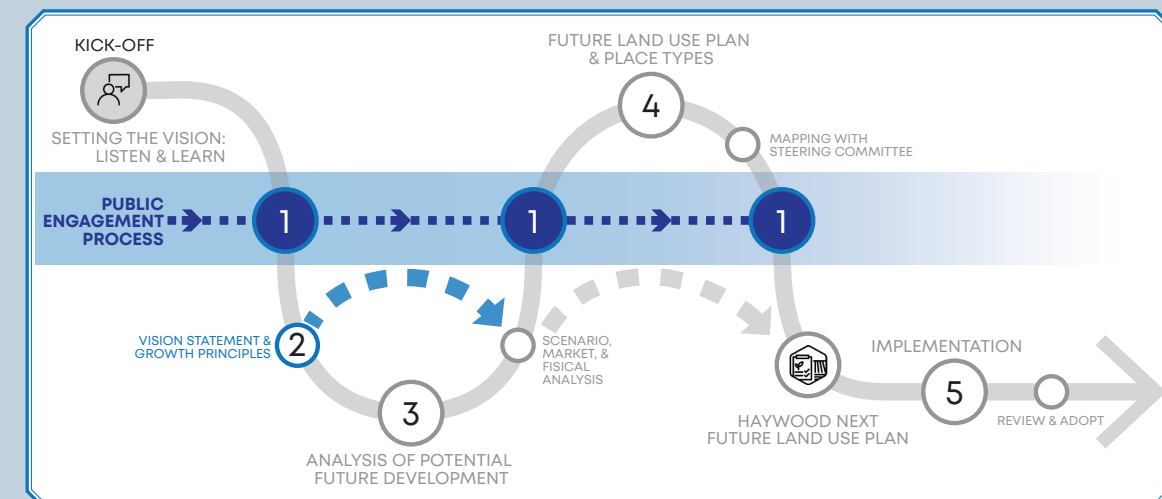 KICK-OFF
SETTING THE VISION:
LISTEN & LEARN
FUTURE LAND USE PLAN
& PLACE TYPES
4
MAPPING WITH
STEERING COMMITTEE
PUBLIC
ENGAGEMENT
PROCESS
1
1
1
VISION STATEMENT &
GROWTH PRINCIPLES
2
3
ANALYSIS OF POTENTIAL
FUTURE DEVELOPMENT
SCENARIO,
MARKET, &
FISICAL
ANALYSIS
HAYWOOD NEXT
FUTURE LAND USE PLAN
IMPLEMENTATION
5
REVIEW & ADOPT